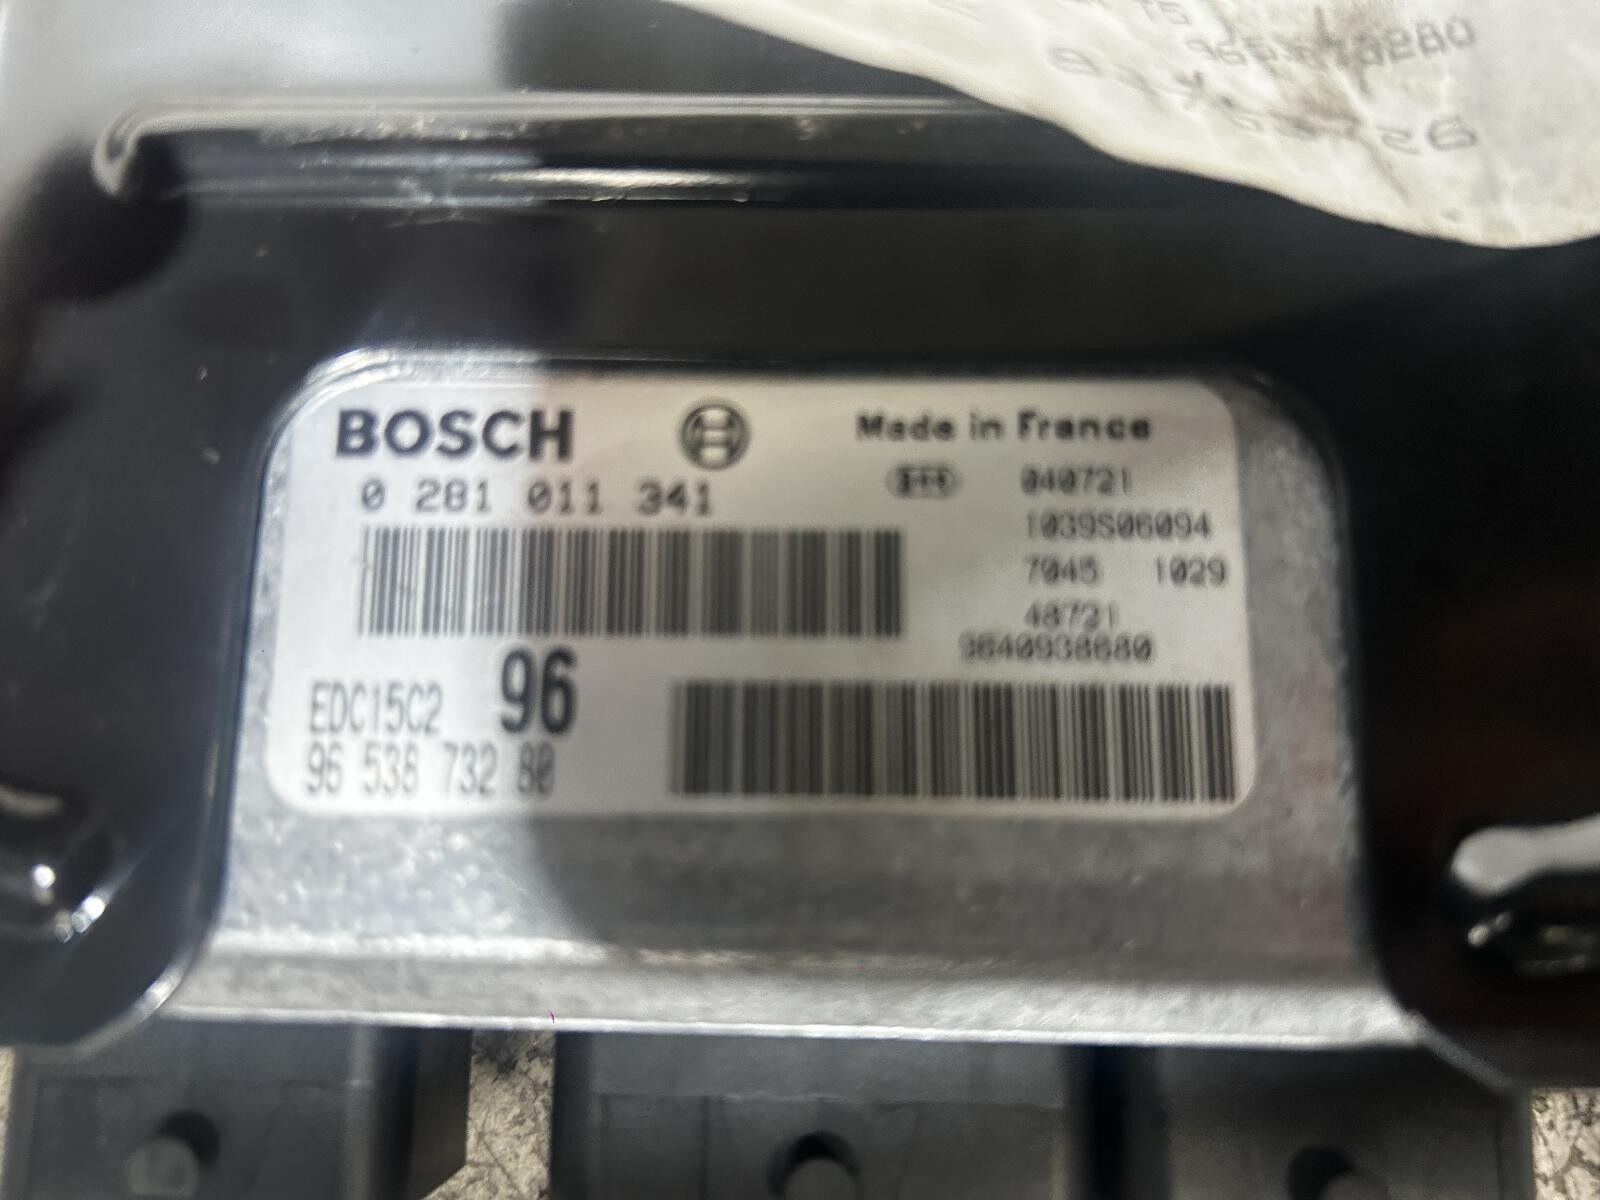 BOSCH
Made in France
0 281 011 341
040721
1039S06094
7045 1029
48721
9640938680
EDC15C2 96
96 538 732 80